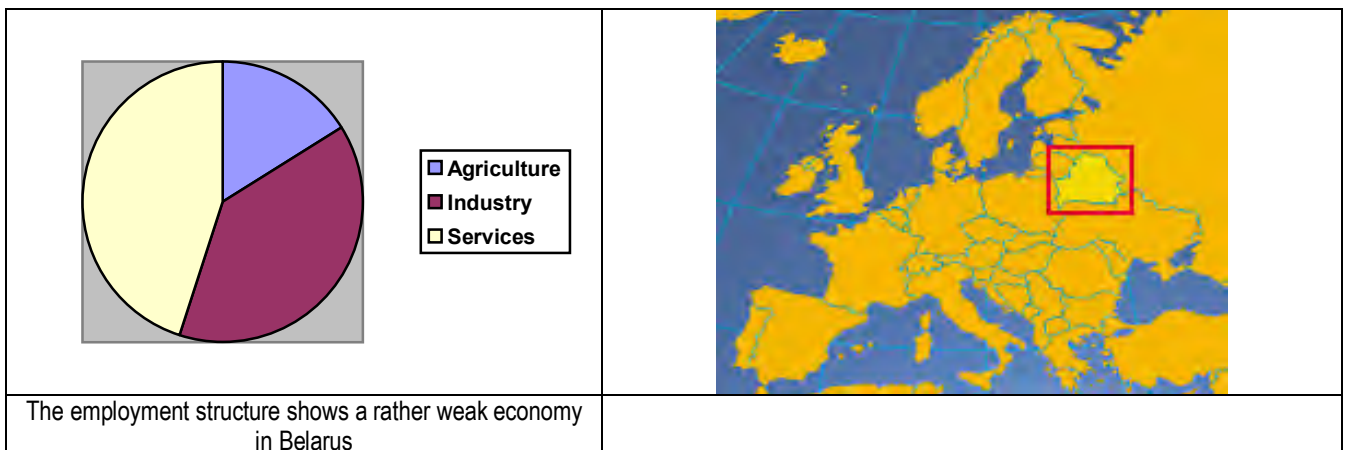 Agriculture
Industry
Services
The employment structure shows a rather weak economy
in Belarus